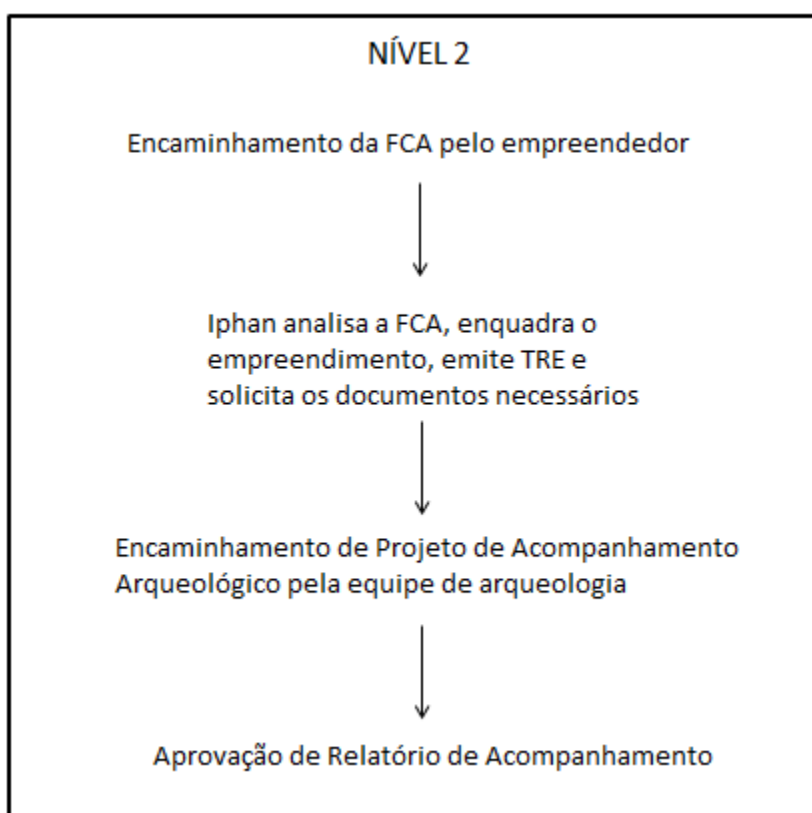 NÍVEL 2
Encaminhamento da FCA pelo empreendedor
Iphan analisa a FCA, enquadra o
empreendimento, emite TRE e
solicita os documentos necessários
Encaminhamento de Projeto de Acompanhamento
Arqueológico pela equipe de arqueologia
Aprovação de Relatório de Acompanhamento